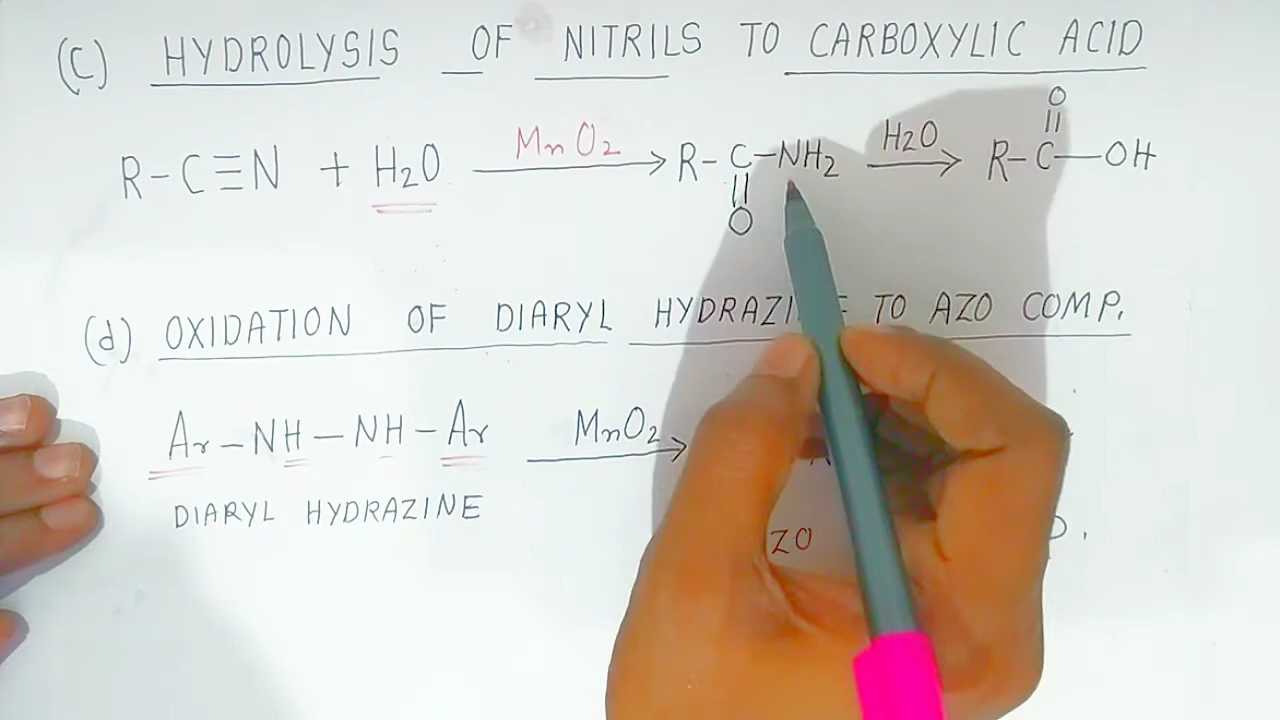 (C) HYDROLYSIS OF NITRILS TO CARBOXYLIC ACID
R-C≡N + H2O MnO2 → R-C(=O)-NH2 H2O → R-C(=O)-OH
(d) OXIDATION OF DIARYL TO AZO COMP.
Ar-NH-NH-Ar MnO2 →
DIARYL HYDRAZINE ZO